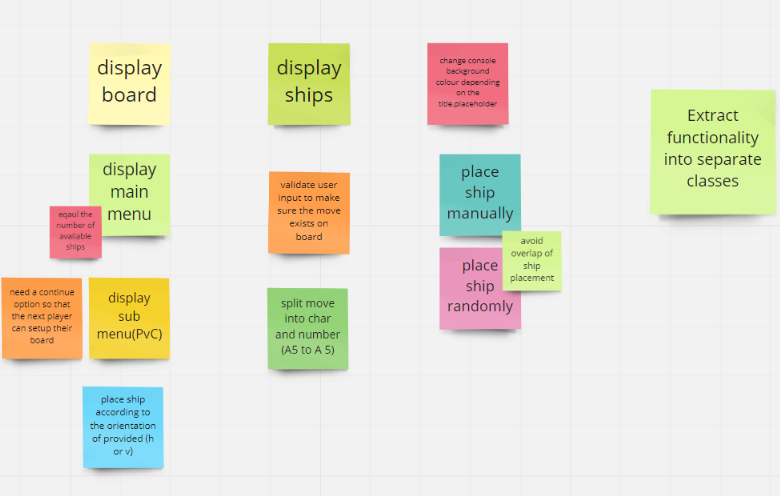 display
board
display
ships
change console
background
colour depending
on the
title.placeholder
Extract
functionality
into separate
classes
display
main
menu
eqaul the
number of
available
ships
validate user
input to make
sure the move
exists on
board
place
ship
manually
avoid
overlap of
ship
placement
place
ship
randomly
need a continue
option so that
the next player
can setup their
board
display
sub
menu(PvC)
split move
into char
and number
(A5 to A 5)
place ship
according to
the orientation
of provided (h
or v)